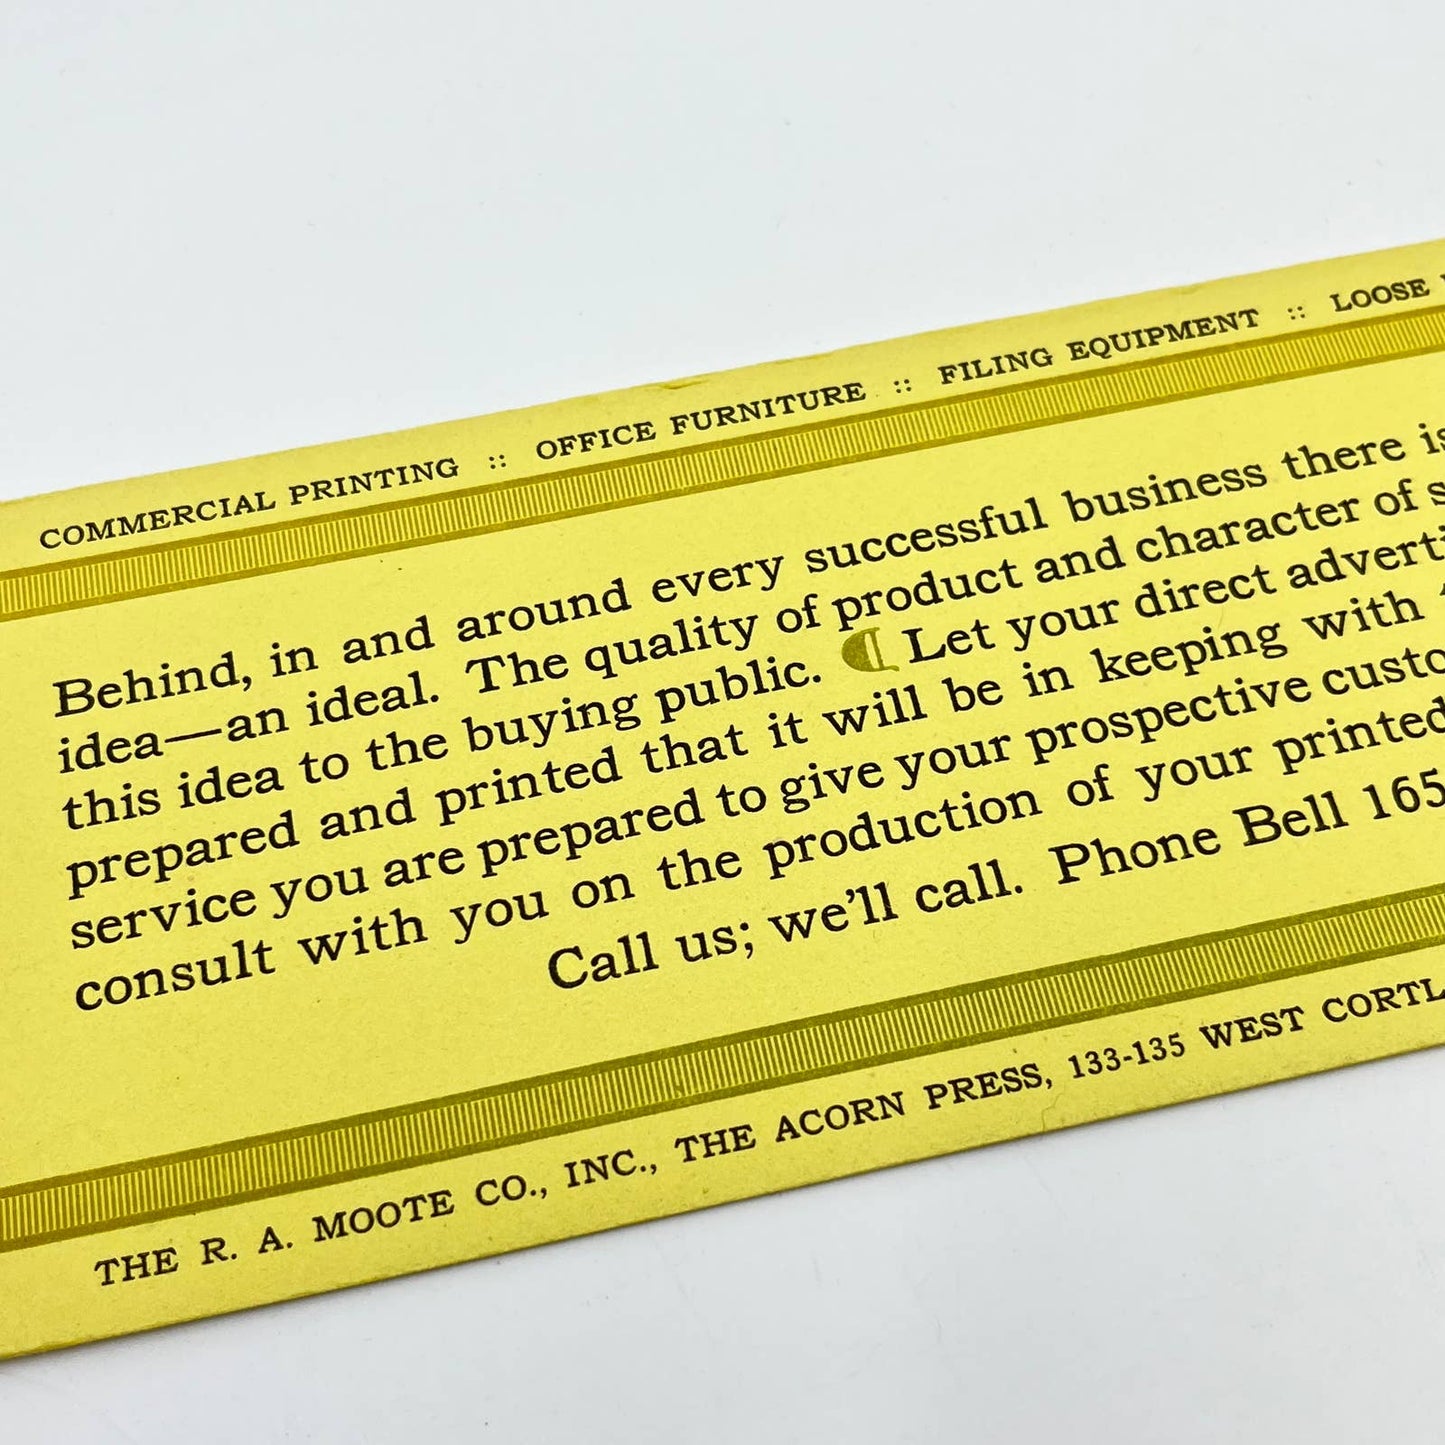 COMMERCIAL PRINTING :: OFFICE FURNITURE :: FILING EQUIPMENT :: LOOSE
Behind, in and around every successful business there is
idea—an ideal. The quality of product and character of
this idea to the buying public. ¶ Let your direct
prepared and printed that it will be in keeping with
service you are prepared to give your prospective
consult with you on the production of your printed
Call us; we'll call. Phone Bell 165
THE R. A. MOOTE CO., INC., THE ACORN PRESS, 133-135 WEST